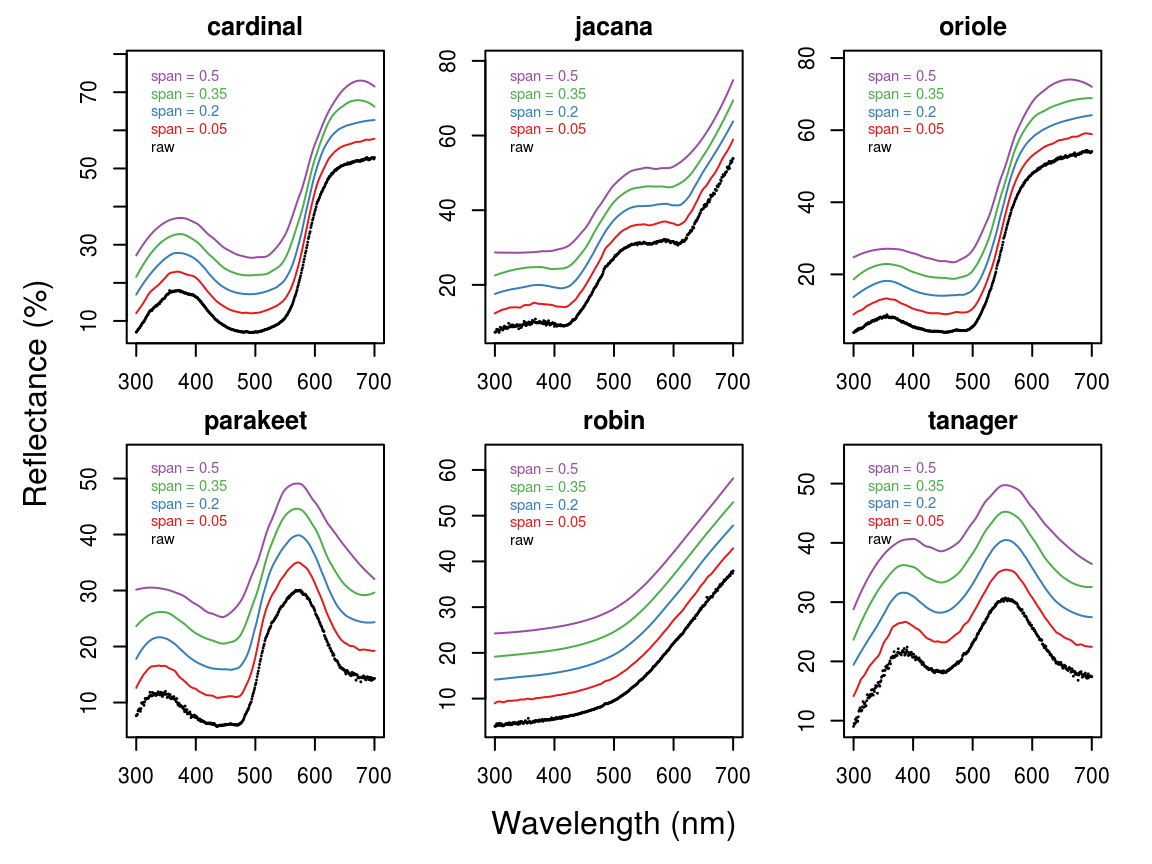 cardinal
span = 0.5
span = 0.35
span = 0.2
span = 0.05
raw
70
50
30
10
300 400 500 600 700
jacana
span = 0.5
span = 0.35
span = 0.2
span = 0.05
raw
80
60
40
20
300 400 500 600 700
oriole
span = 0.5
span = 0.35
span = 0.2
span = 0.05
raw
80
60
40
20
300 400 500 600 700
Reflectance (%)
parakeet
span = 0.5
span = 0.35
span = 0.2
span = 0.05
raw
50
40
30
20
10
300 400 500 600 700
robin
span = 0.5
span = 0.35
span = 0.2
span = 0.05
raw
60
50
40
30
20
10
300 400 500 600 700
tanager
span = 0.5
span = 0.35
span = 0.2
span = 0.05
raw
50
40
30
20
10
300 400 500 600 700
Wavelength (nm)